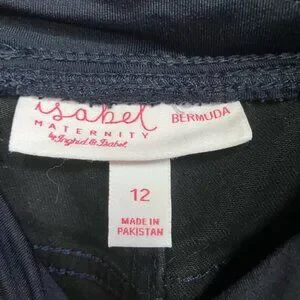 isabel
MATERNITY
by Ingrid & Isabel
BERMUDA
12
MADE IN
PAKISTAN